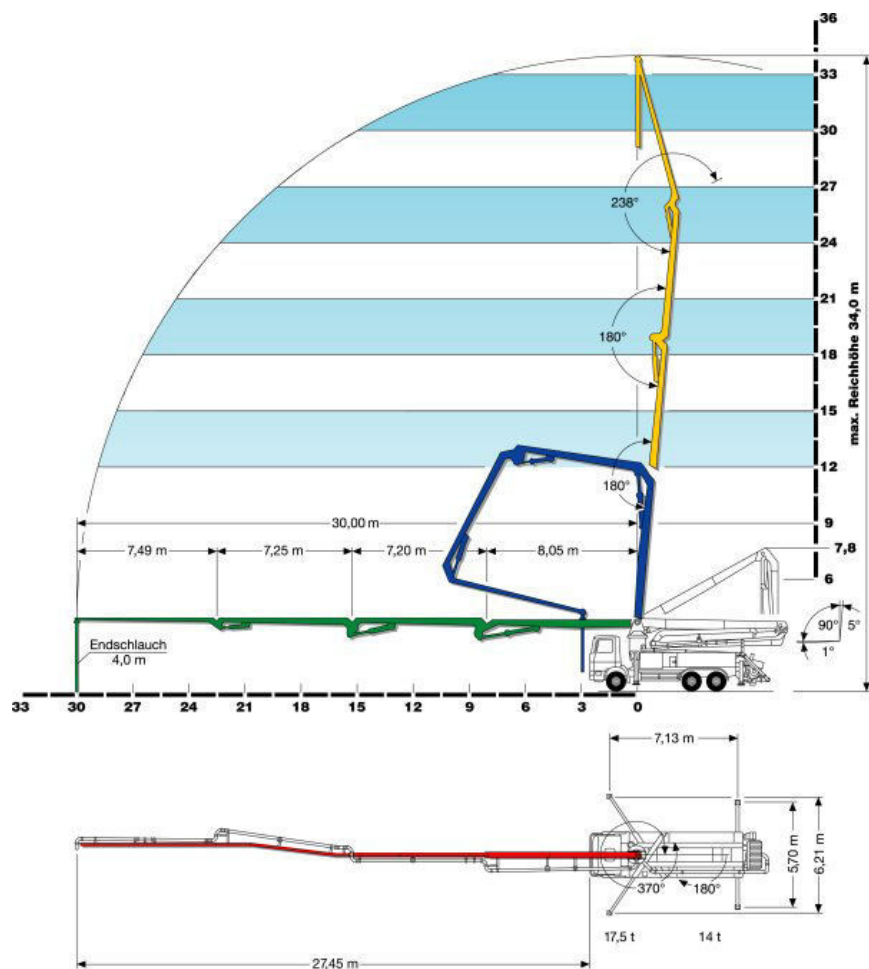 36
33
30
27
24
21
18
15
12
9
7,8
6
max. Reichhöhe 34,0 m
238°
180°
180°
30,00 m
7,49 m 7,25 m 7,20 m 8,05 m
Endschlauch
4,0 m
90° 5°
1°
33 30 27 24 21 18 15 12 9 6 3 0
7,13 m
370° 180°
5,70 m
6,21 m
17,5 t 14 t
27,45 m